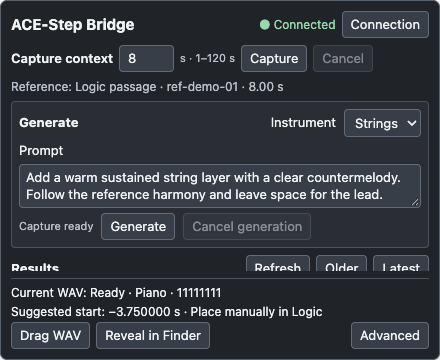 ACE-Step Bridge
Connected
Connection
Capture context 8 s · 1–120 s Capture Cancel
Reference: Logic passage · ref-demo-01 · 8.00 s
Generate
Instrument Strings
Prompt
Add a warm sustained string layer with a clear countermelody.
Follow the reference harmony and leave space for the lead.
Capture ready Generate Cancel generation
Results Refresh Older Latest
Current WAV: Ready · Piano · 11111111
Suggested start: −3.750000 s · Place manually in Logic
Drag WAV Reveal in Finder Advanced